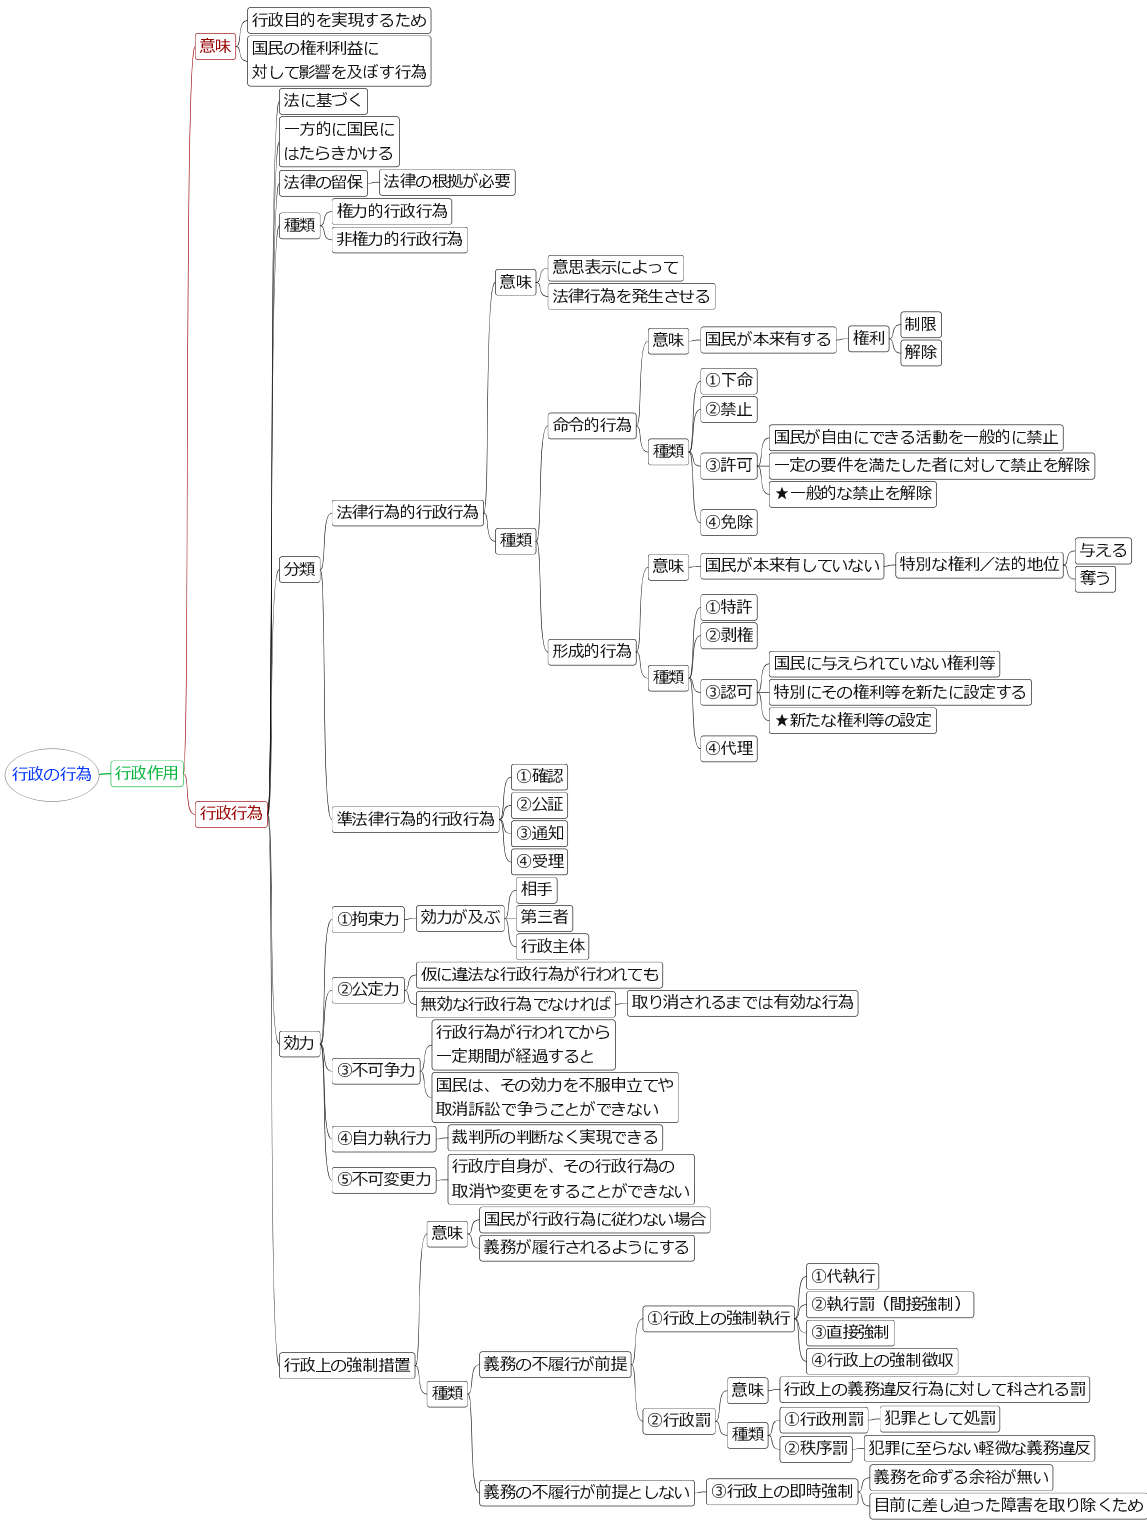 行政目的を実現するため
意味
国民の権利利益に
対して影響を及ぼす行為
法に基づく
一方的に国民に
はたらきかける
法律の留保
法律の根拠が必要
種類
権力的行政行為
非権力的行政行為
意味
意思表示によって
法律行為を発生させる
意味
国民が本来有する
権利
制限
解除
命令的行為
種類
①下命
②禁止
③許可
国民が自由にできる活動を一般的に禁止
一定の要件を満たした者に対して禁止を解除
★一般的な禁止を解除
④免除
法律行為的行政行為
種類
分類
意味
国民が本来有していない
特別な権利／法的地位
与える
奪う
形成的行為
種類
①特許
②剥権
③認可
国民に与えられていない権利等
特別にその権利等を新たに設定する
★新たな権利等の設定
④代理
行政の行為
行政作用
行政行為
準法律行為的行政行為
①確認
②公証
③通知
④受理
効力
①拘束力
効力が及ぶ
相手
第三者
行政主体
②公定力
仮に違法な行政行為が行われても
無効な行政行為でなければ
取り消されるまでは有効な行為
③不可争力
行政行為が行われてから
一定期間が経過すると
国民は、その効力を不服申立てや
取消訴訟で争うことができない
④自力執行力
裁判所の判断なく実現できる
⑤不可変更力
行政庁自身が、その行政行為の
取消や変更をすることができない
行政上の強制措置
意味
国民が行政行為に従わない場合
義務が履行されるようにする
種類
義務の不履行が前提
①行政上の強制執行
①代執行
②執行罰（間接強制）
③直接強制
④行政上の強制徴収
②行政罰
意味
行政上の義務違反行為に対して科される罰
種類
①行政刑罰
犯罪として処罰
②秩序罰
犯罪に至らない軽微な義務違反
義務の不履行が前提としない
③行政上の即時強制
義務を命ずる余裕が無い
目前に差し迫った障害を取り除くため